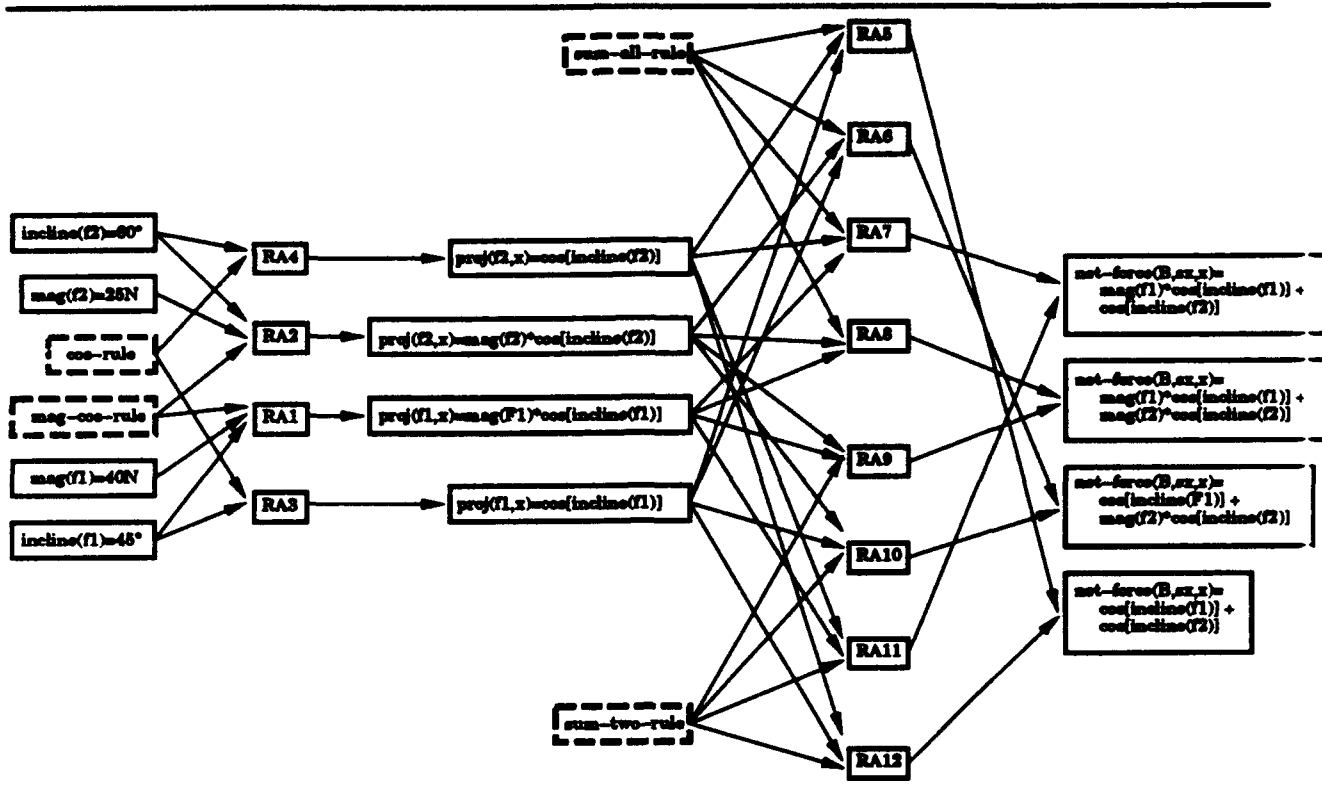 sum-all-rule
RA5
RA6
incline(f2)=60°
RA4
proj(f2,x)=cos[incline(f2)]
RA7
mag(f2)=25N
net-force(B,sx,x)=
mag(f1)*cos[incline(f1)] +
cos[incline(f2)]
cos-rule
RA2
proj(f2,x)=mag(f2)*cos[incline(f2)]
RA8
mag-cos-rule
RA1
proj(f1,x)=mag(F1)*cos[incline(f1)]
net-force(B,sx,x)=
mag(f1)*cos[incline(f1)] +
mag(f2)*cos[incline(f2)]
mag(f1)=40N
RA9
RA3
proj(f1,x)=cos[incline(f1)]
net-force(B,sx,x)=
cos[incline(F1)] +
mag(f2)*cos[incline(f2)]
incline(f1)=45°
RA10
net-force(B,sx,x)=
cos[incline(f1)] +
cos[incline(f2)]
RA11
sum-two-rule
RA12